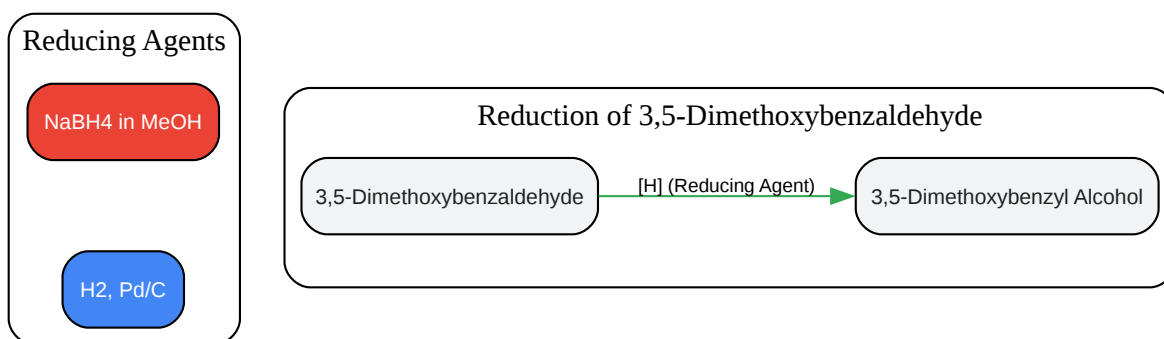 Reducing Agents
NaBH4 in MeOH
H2, Pd/C
Reduction of 3,5-Dimethoxybenzaldehyde
3,5-Dimethoxybenzaldehyde
[H] (Reducing Agent)
3,5-Dimethoxybenzyl Alcohol